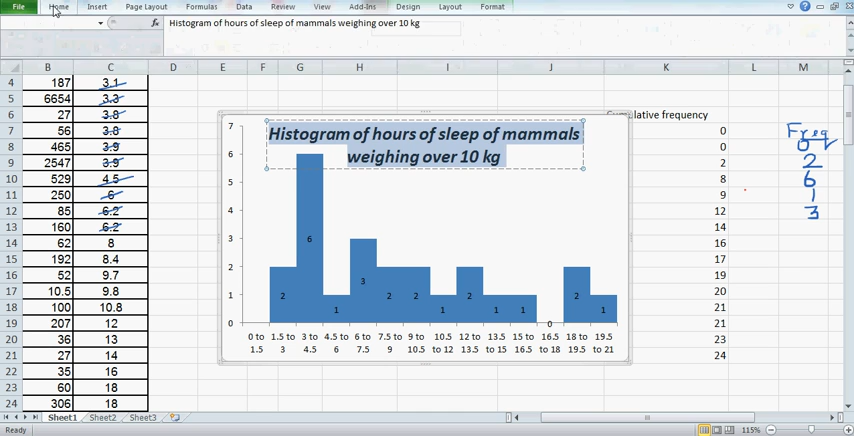 File Home Insert Page Layout Formulas Data Review View Add-Ins Design Layout Format
fx Histogram of hours of sleep of mammals weighing over 10 kg
B C D E F G H I J K L M
4 187 3.1
5 6654 3.3
6 27 3.8 Cumulative frequency
7 56 3.8 0 Freq
8 465 3.9 0 0
9 2547 3.9 2 2
10 529 4.5 8 6
11 250 6 9 1
12 85 6.2 12 3
13 160 6.2 14
14 62 8 16
15 192 8.4 17
16 52 9.7 19
17 10.5 9.8 20
18 100 10.8 21
19 207 12 21
20 36 13 23
21 27 14 24
22 35 16
23 60 18
24 306 18
Histogram of hours of sleep of mammals
weighing over 10 kg
7
6
5
4
3
2
1
0
2 6 1 3 2 2 1 2 1 1 0 2 1
0 to 1.5 to 3 to 4.5 to 6 to 7.5 to 9 to 10.5 12 to 13.5 15 to 16.5 18 to 19.5
1.5 3 4.5 6 7.5 9 10.5 to 12 13.5 to 15 16.5 to 18 19.5 to 21
Sheet1 Sheet2 Sheet3
Ready 115%